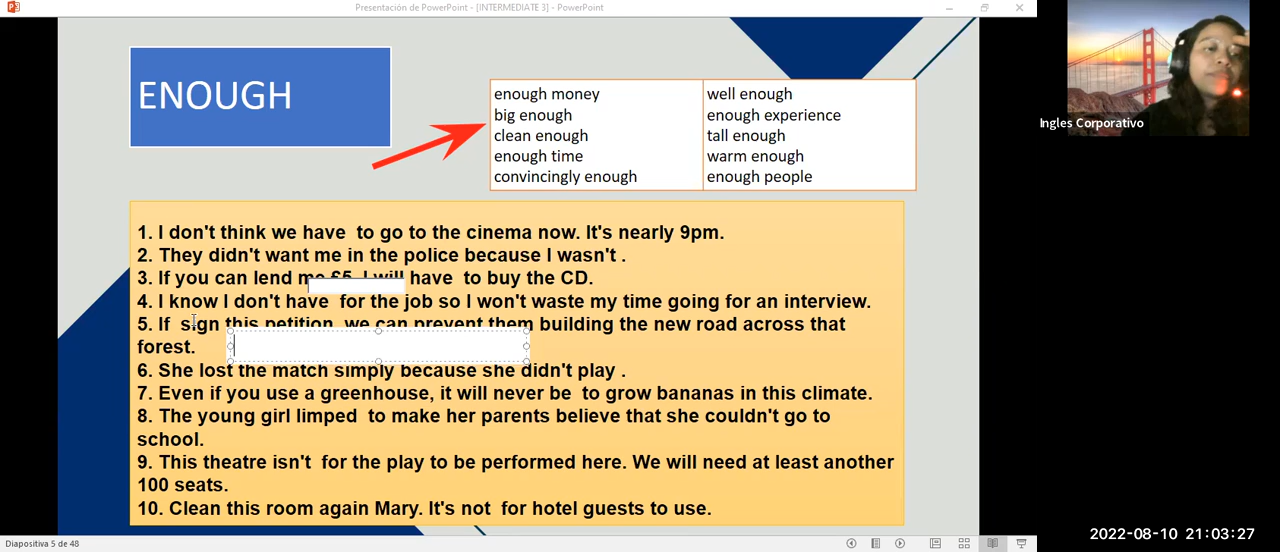 Presentación de PowerPoint - [INTERMEDIATE 3] - PowerPoint
ENOUGH
enough money
big enough
clean enough
enough time
convincingly enough
well enough
enough experience
tall enough
warm enough
enough people
Ingles Corporativo
1. I don't think we have  to go to the cinema now. It's nearly 9pm.
2. They didn't want me in the police because I wasn't .
3. If you can lend me £5, I will have  to buy the CD.
4. I know I don't have  for the job so I won't waste my time going for an interview.
5. If  sign this petition, we can prevent them building the new road across that
forest.
6. She lost the match simply because she didn't play .
7. Even if you use a greenhouse, it will never be  to grow bananas in this climate.
8. The young girl limped  to make her parents believe that she couldn't go to
school.
9. This theatre isn't  for the play to be performed here. We will need at least another
100 seats.
10. Clean this room again Mary. It's not  for hotel guests to use.
2022-08-10 21:03:27
Diapositiva 5 de 48